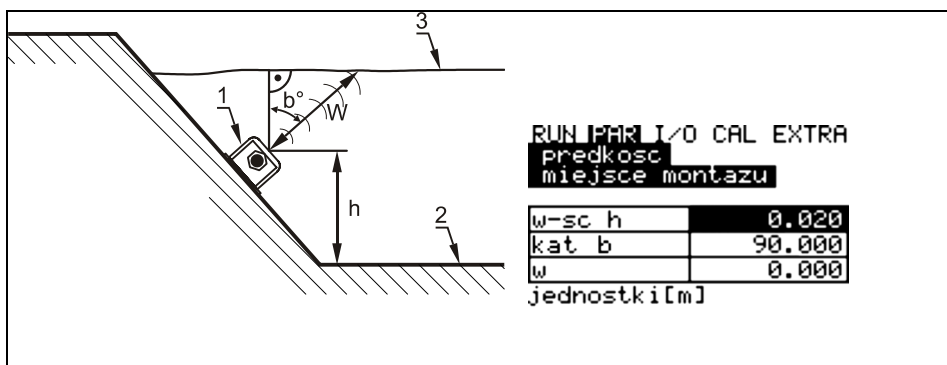 3
1
b°
W
h
2
RUN PAR I/O CAL EXTRA
predkosc
miejsce montazu
w-sc h 0.020
kat b 90.000
w 0.000
jednostki[m]